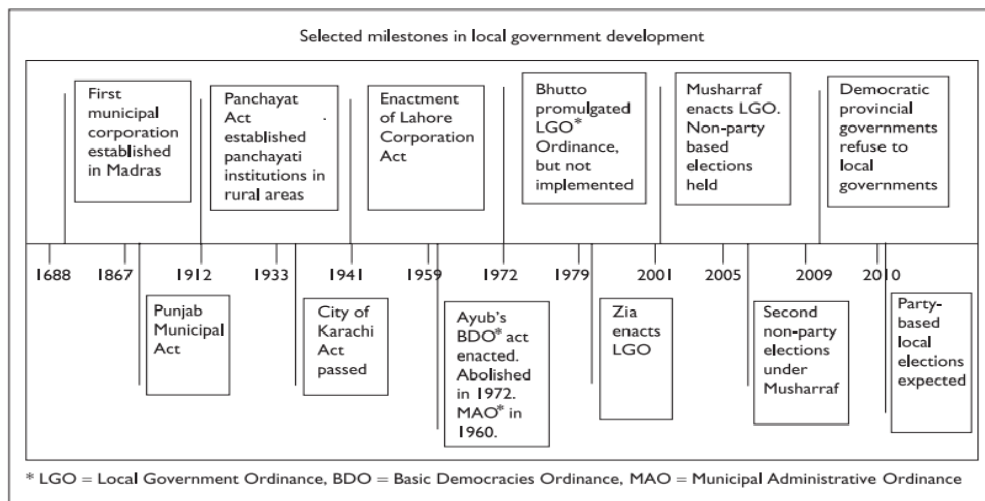 Selected milestones in local government development
First
municipal
corporation
established
in Madras
Panchayat
Act
established
panchayati
institutions in
rural areas
Enactment
of Lahore
Corporation
Act
Bhutto
promulgated
LGO*
Ordinance,
but not
implemented
Musharraf
enacts LGO.
Non-party
based
elections
held
Democratic
provincial
governments
refuse to
local
governments
1688 1867 1912 1933 1941 1959 1972 1979 2001 2005 2009 2010
Punjab
Municipal
Act
City of
Karachi
Act
passed
Ayub's
BDO* act
enacted.
Abolished
in 1972.
MAO* in
1960.
Zia
enacts
LGO
Second
non-party
elections
under
Musharraf
Party-
based
local
elections
expected
* LGO = Local Government Ordinance, BDO = Basic Democracies Ordinance, MAO = Municipal Administrative Ordinance